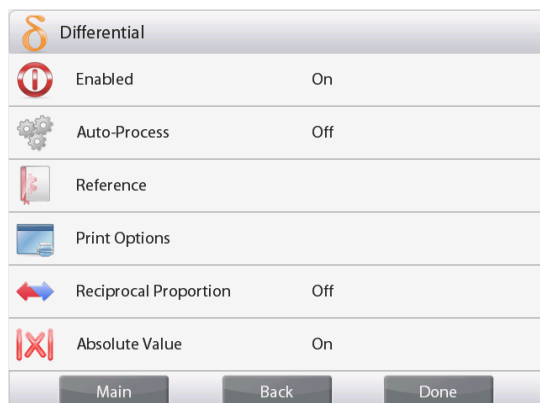 δ Differential
Enabled On
Auto-Process Off
Reference
Print Options
Reciprocal Proportion Off
|X| Absolute Value On
Main Back Done